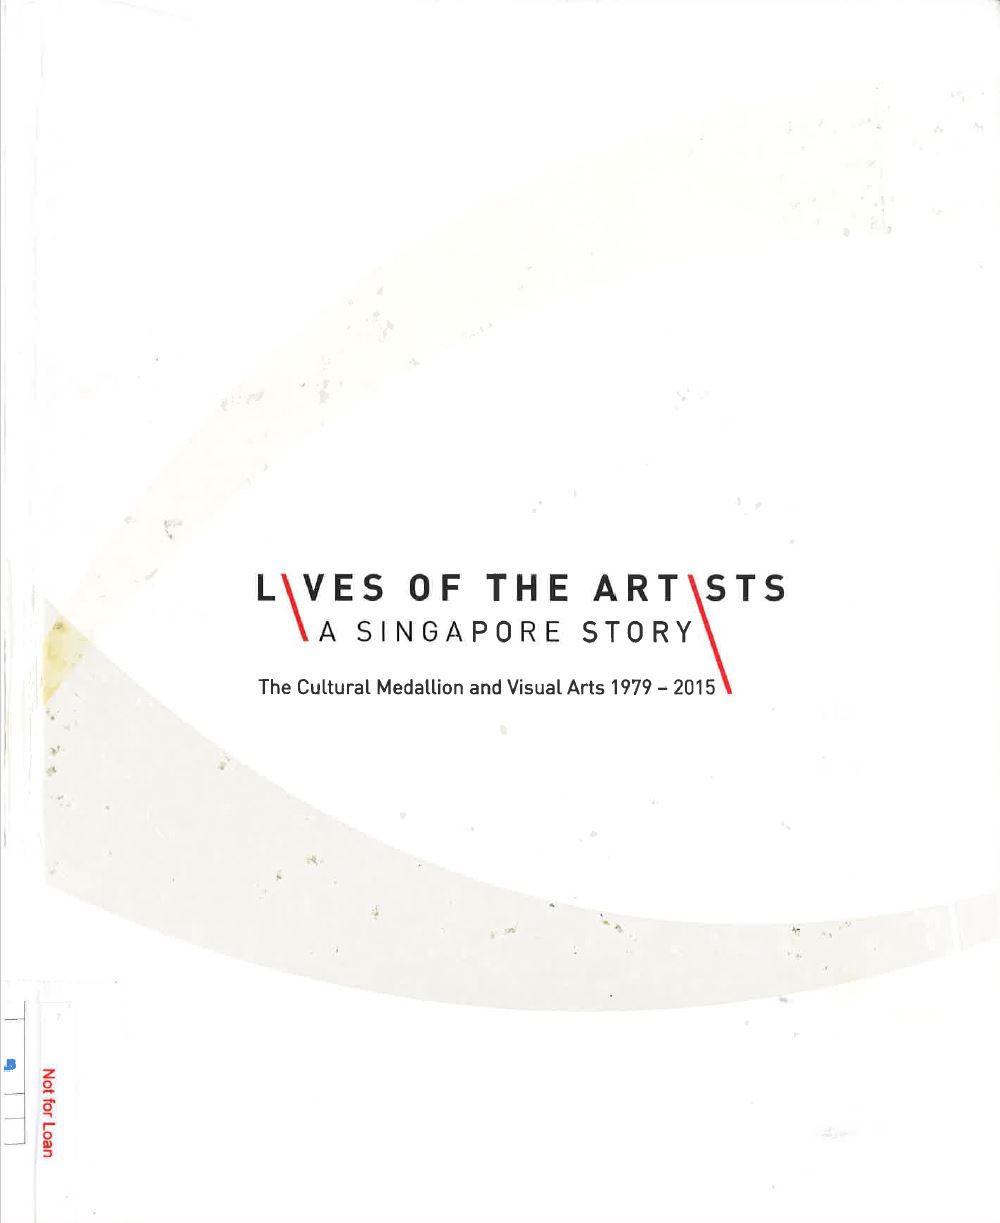 L\VES OF THE ART\STS
A SINGAPORE STORY
The Cultural Medallion and Visual Arts 1979 – 2015
Not for Loan